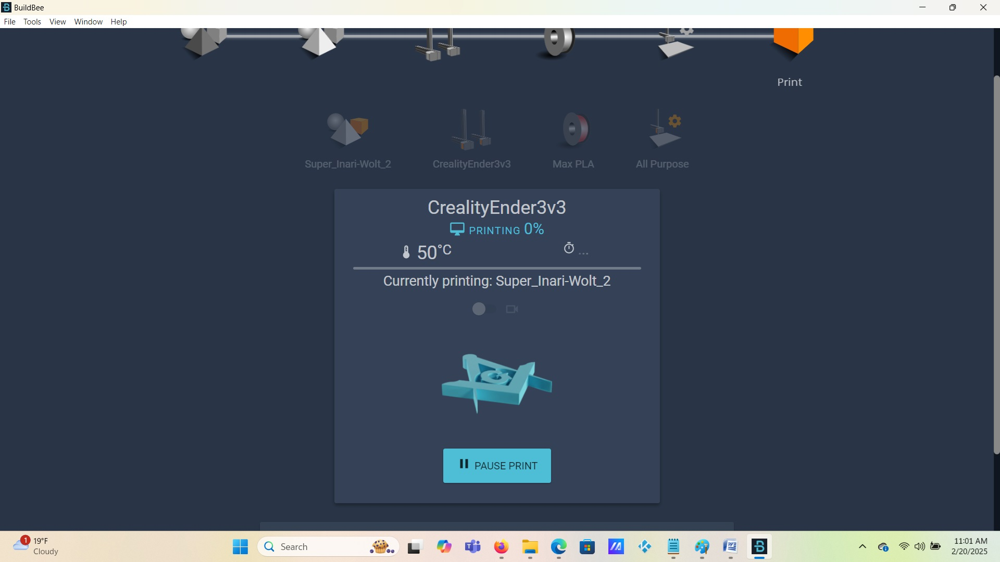 BuildBee
File Tools View Window Help
Print
Super_Inari-Wolt_2 CrealityEnder3v3 Max PLA All Purpose
CrealityEnder3v3
PRINTING 0%
50°C ...
Currently printing: Super_Inari-Wolt_2
PAUSE PRINT
1 19°F
Cloudy
Search
11:01 AM
2/20/2025